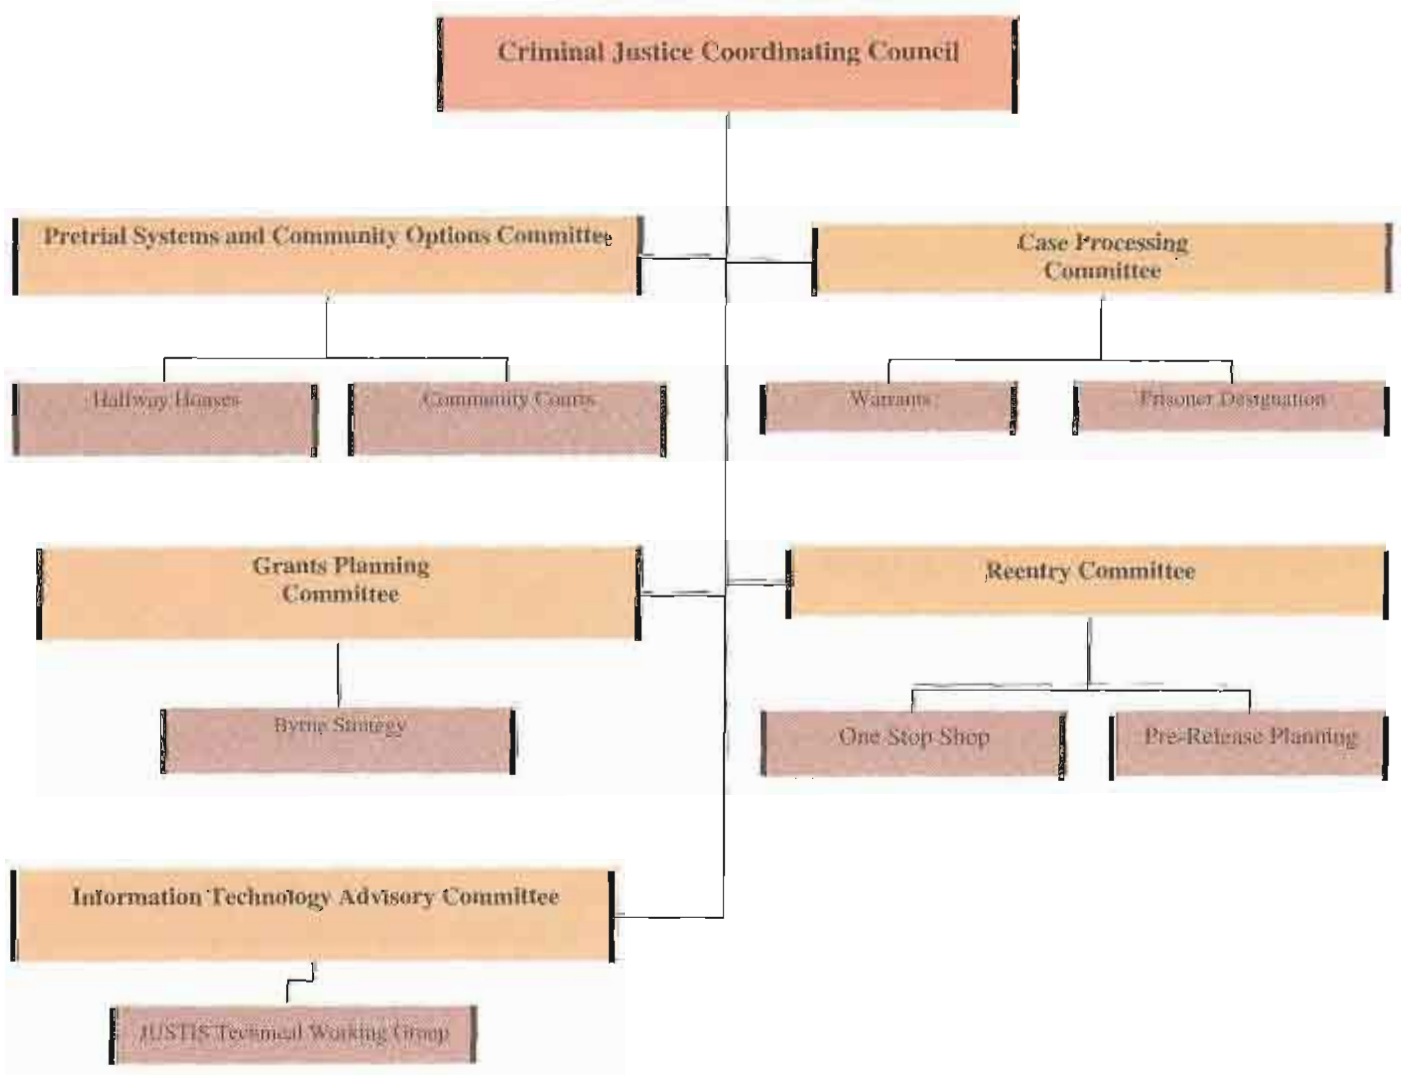 Criminal Justice Coordinating Council
Pretrial Systems and Community Options Committee
Case Processing
Committee
Halfway Houses
Community Courts
Warrants
Prisoner Designation
Grants Planning
Committee
Reentry Committee
Byrne Strategy
One Stop Shop
Pre-Release Planning
Information Technology Advisory Committee
JUSTIS Technical Working Group